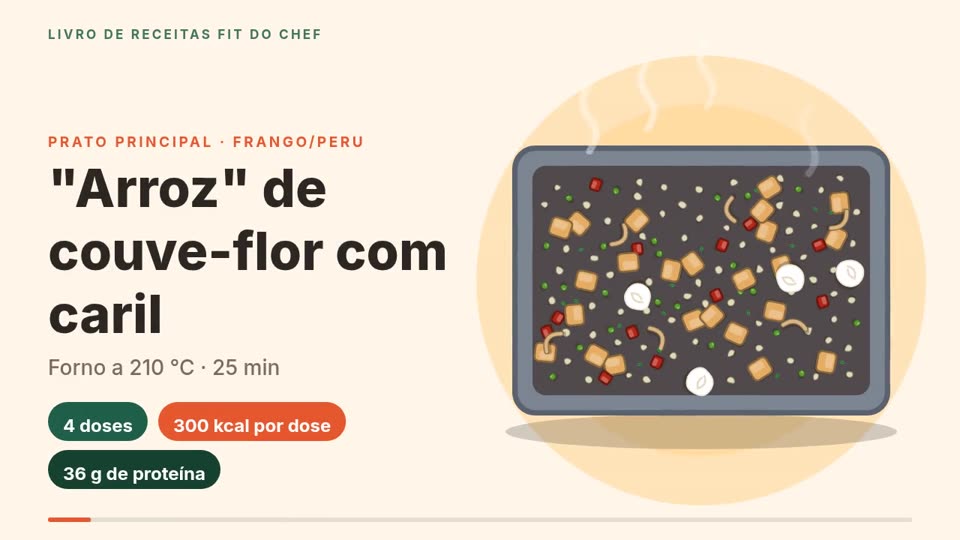 LIVRO DE RECEITAS FIT DO CHEF
PRATO PRINCIPAL · FRANGO/PERU
"Arroz" de
couve-flor com
caril
Forno a 210 °C · 25 min
4 doses
300 kcal por dose
36 g de proteína